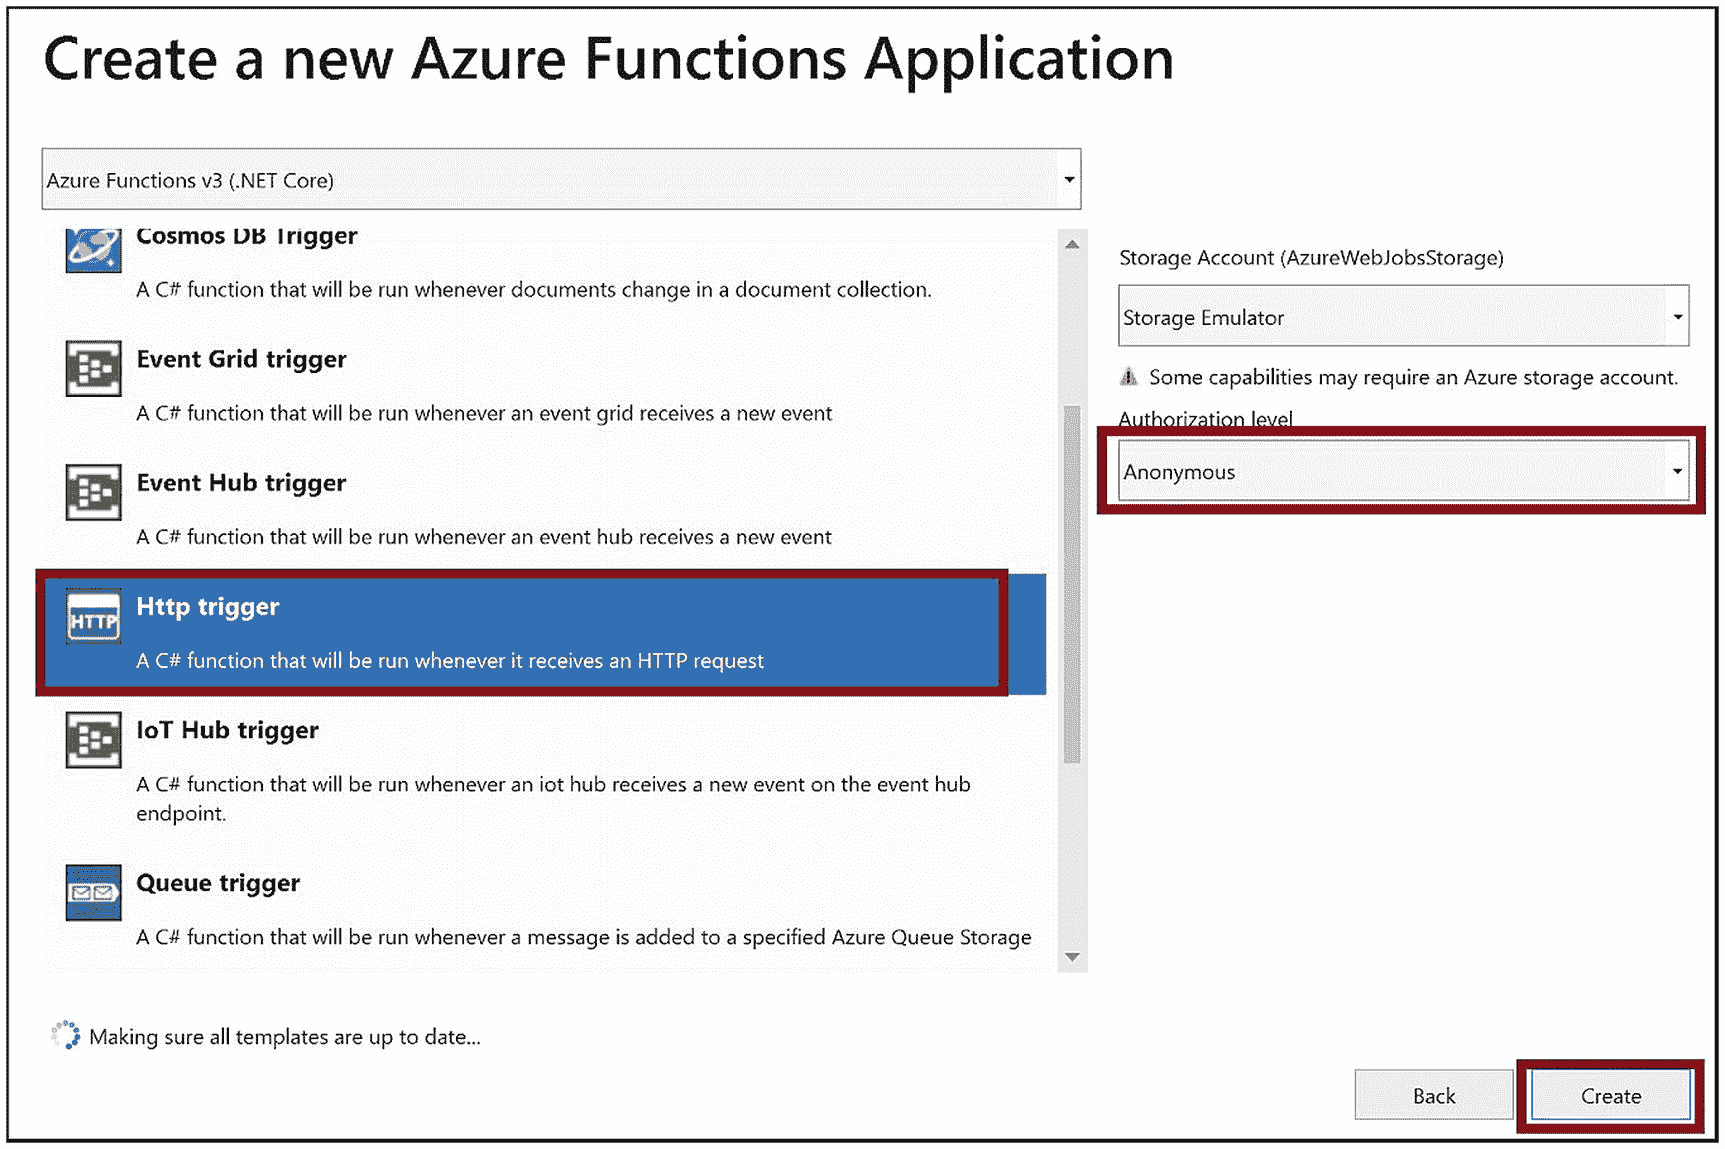 Create a new Azure Functions Application
Azure Functions v3 (.NET Core)
Cosmos DB Trigger
A C# function that will be run whenever documents change in a document collection.
Event Grid trigger
A C# function that will be run whenever an event grid receives a new event
Event Hub trigger
A C# function that will be run whenever an event hub receives a new event
HTTP
Http trigger
A C# function that will be run whenever it receives an HTTP request
IoT Hub trigger
A C# function that will be run whenever an iot hub receives a new event on the event hub
endpoint.
Queue trigger
A C# function that will be run whenever a message is added to a specified Azure Queue Storage
Storage Account (AzureWebJobsStorage)
Storage Emulator
Some capabilities may require an Azure storage account.
Authorization level
Anonymous
Making sure all templates are up to date...
Back
Create